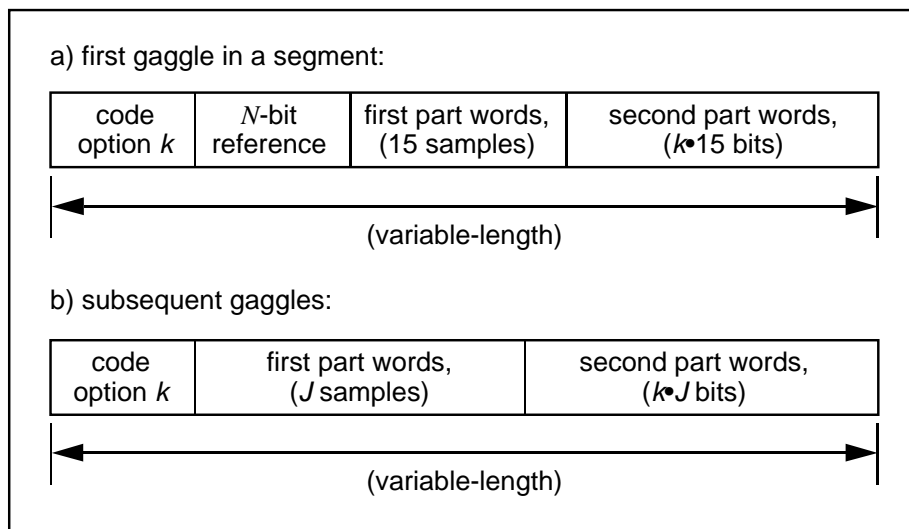 a) first gaggle in a segment:
code option k
N-bit reference
first part words, (15 samples)
second part words, (k•15 bits)
(variable-length)
b) subsequent gaggles:
code option k
first part words, (J samples)
second part words, (k•J bits)
(variable-length)